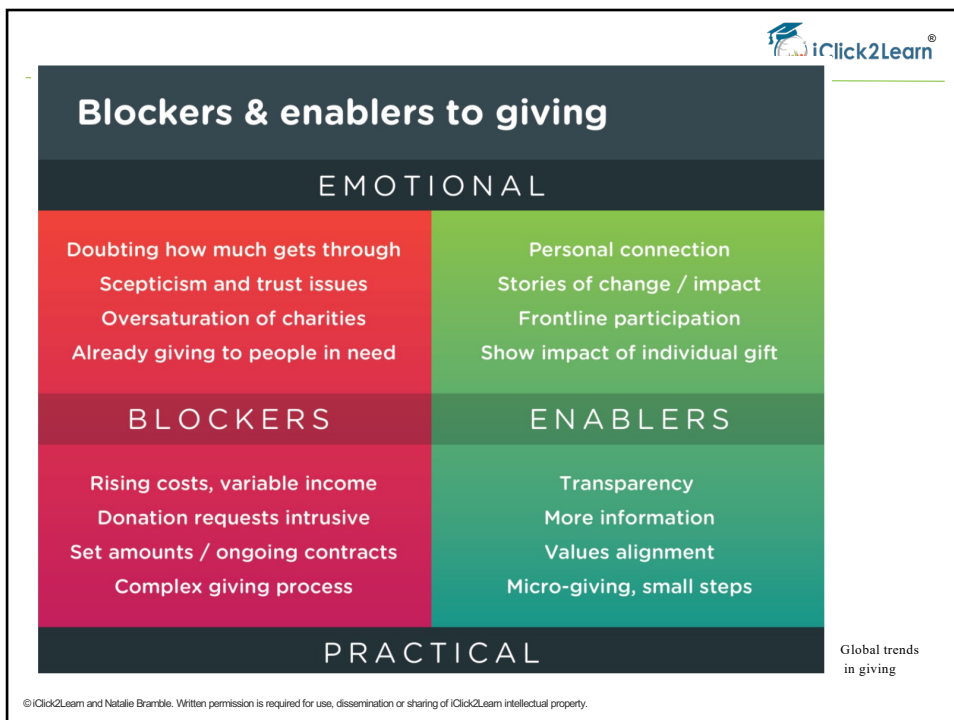 iClick2Learn®
Blockers & enablers to giving
EMOTIONAL
Doubting how much gets through
Scepticism and trust issues
Oversaturation of charities
Already giving to people in need
Personal connection
Stories of change / impact
Frontline participation
Show impact of individual gift
BLOCKERS
ENABLERS
Rising costs, variable income
Donation requests intrusive
Set amounts / ongoing contracts
Complex giving process
Transparency
More information
Values alignment
Micro-giving, small steps
PRACTICAL
Global trends
in giving
© iClick2Learn and Natalie Bramble. Written permission is required for use, dissemination or sharing of iClick2Learn intellectual property.